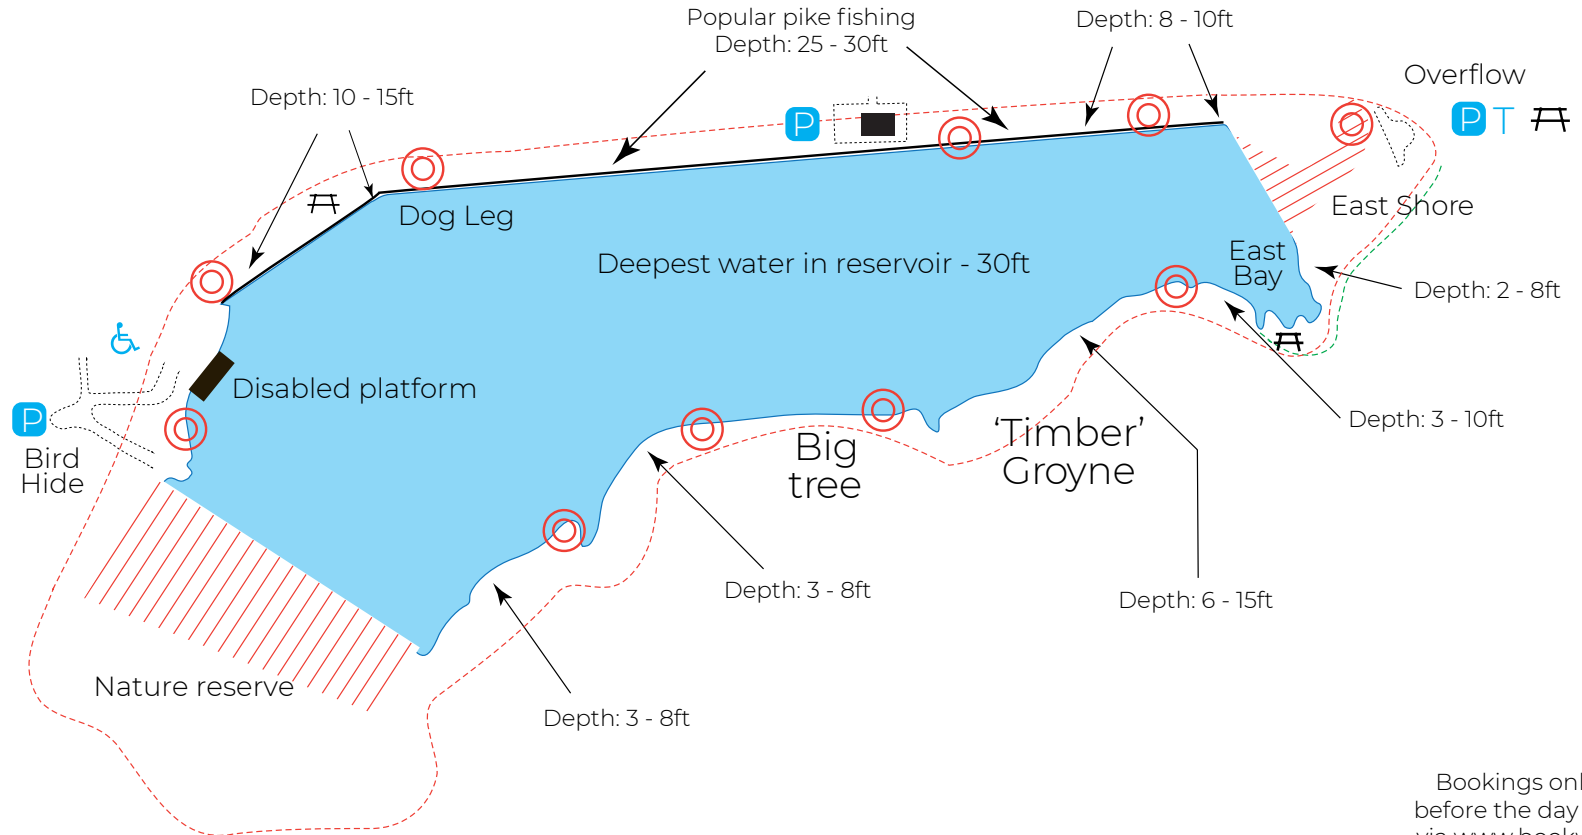 Popular pike fishing
Depth: 25 - 30ft
Depth: 8 - 10ft
Overflow
P T
Depth: 10 - 15ft
P
Dog Leg
East Shore
Deepest water in reservoir - 30ft
East
Bay
Depth: 2 - 8ft
Disabled platform
P
Bird
Hide
Depth: 3 - 10ft
'Timber'
Groyne
Big
tree
Depth: 3 - 8ft
Depth: 6 - 15ft
Nature reserve
Depth: 3 - 8ft
Bookings onl
before the day